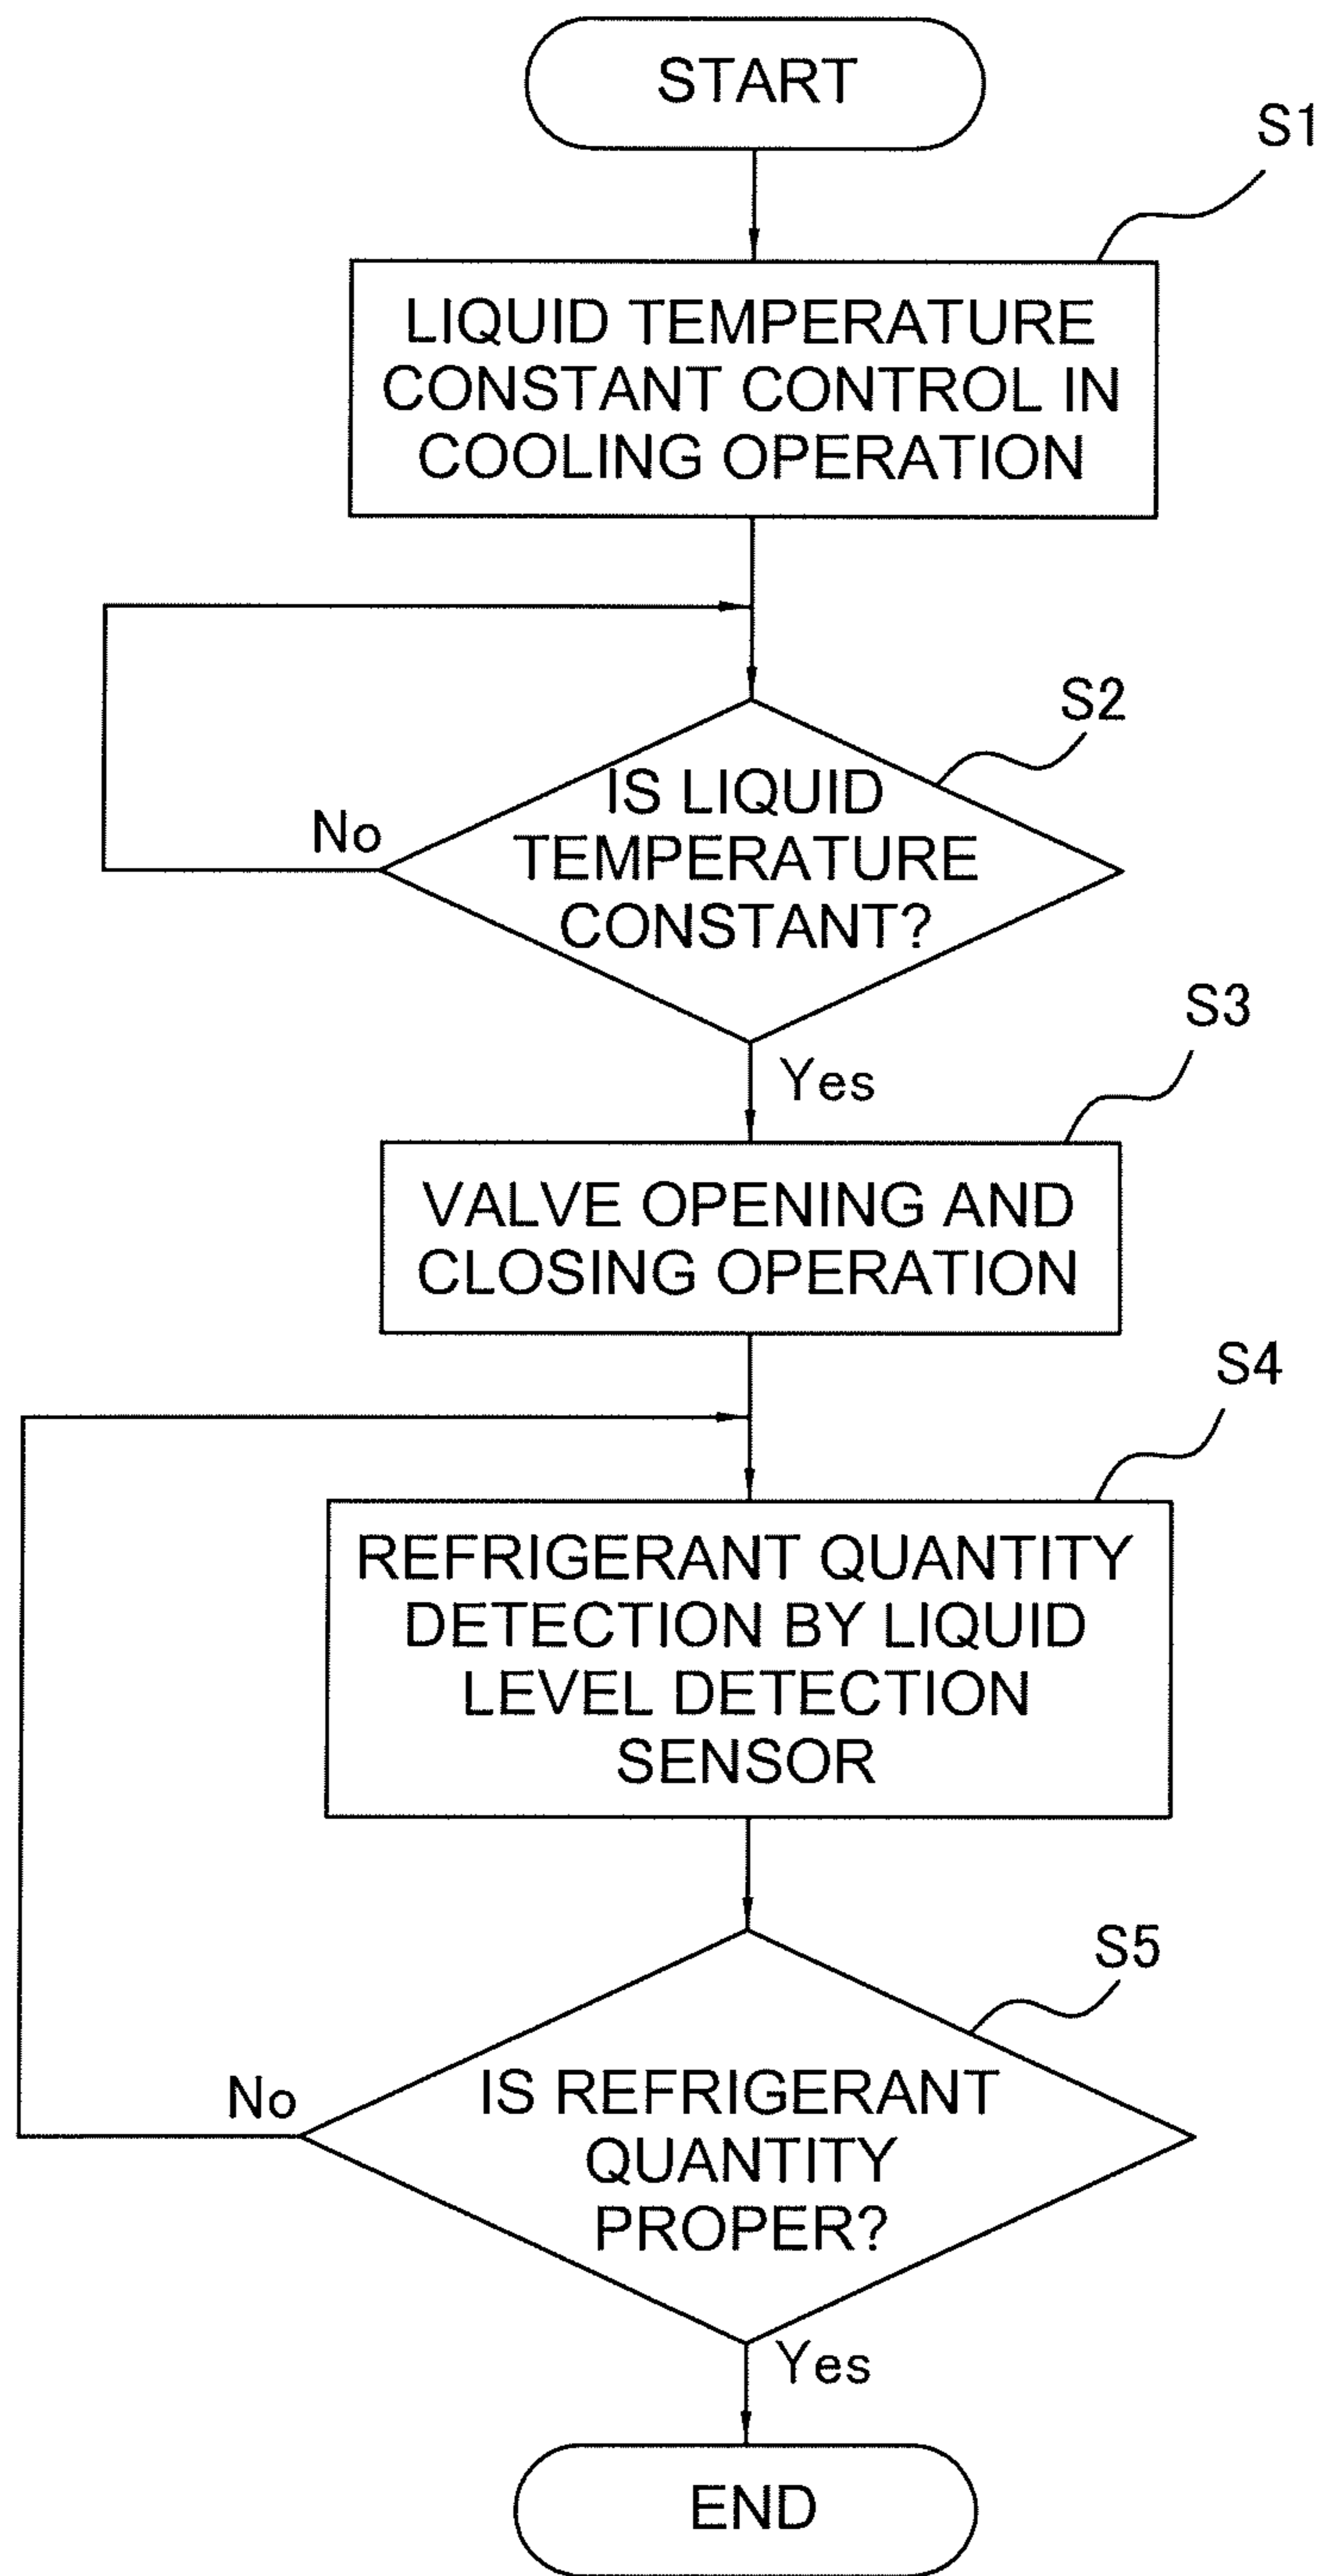 START
S1
LIQUID TEMPERATURE
CONSTANT CONTROL IN
COOLING OPERATION
S2
IS LIQUID
TEMPERATURE
CONSTANT?
No
Yes
S3
VALVE OPENING AND
CLOSING OPERATION
S4
REFRIGERANT QUANTITY
DETECTION BY LIQUID
LEVEL DETECTION
SENSOR
S5
IS REFRIGERANT
QUANTITY
PROPER?
No
Yes
END